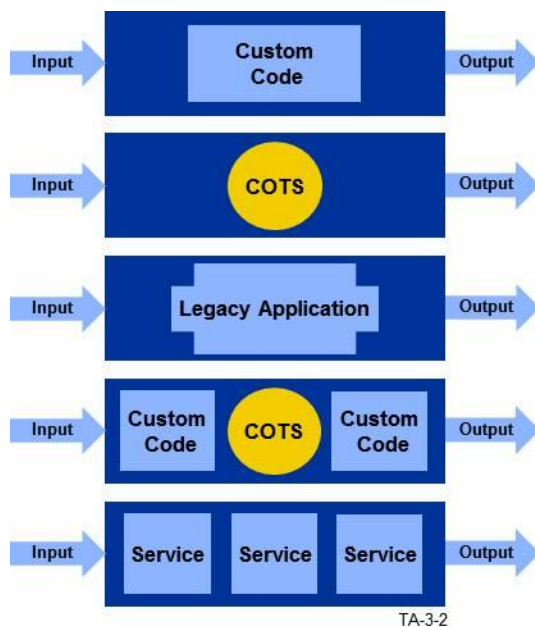 Input
Custom
Code
Output
Input
COTS
Output
Input
Legacy Application
Output
Input
Custom
Code
COTS
Custom
Code
Output
Input
Service
Service
Service
Output
TA-3-2